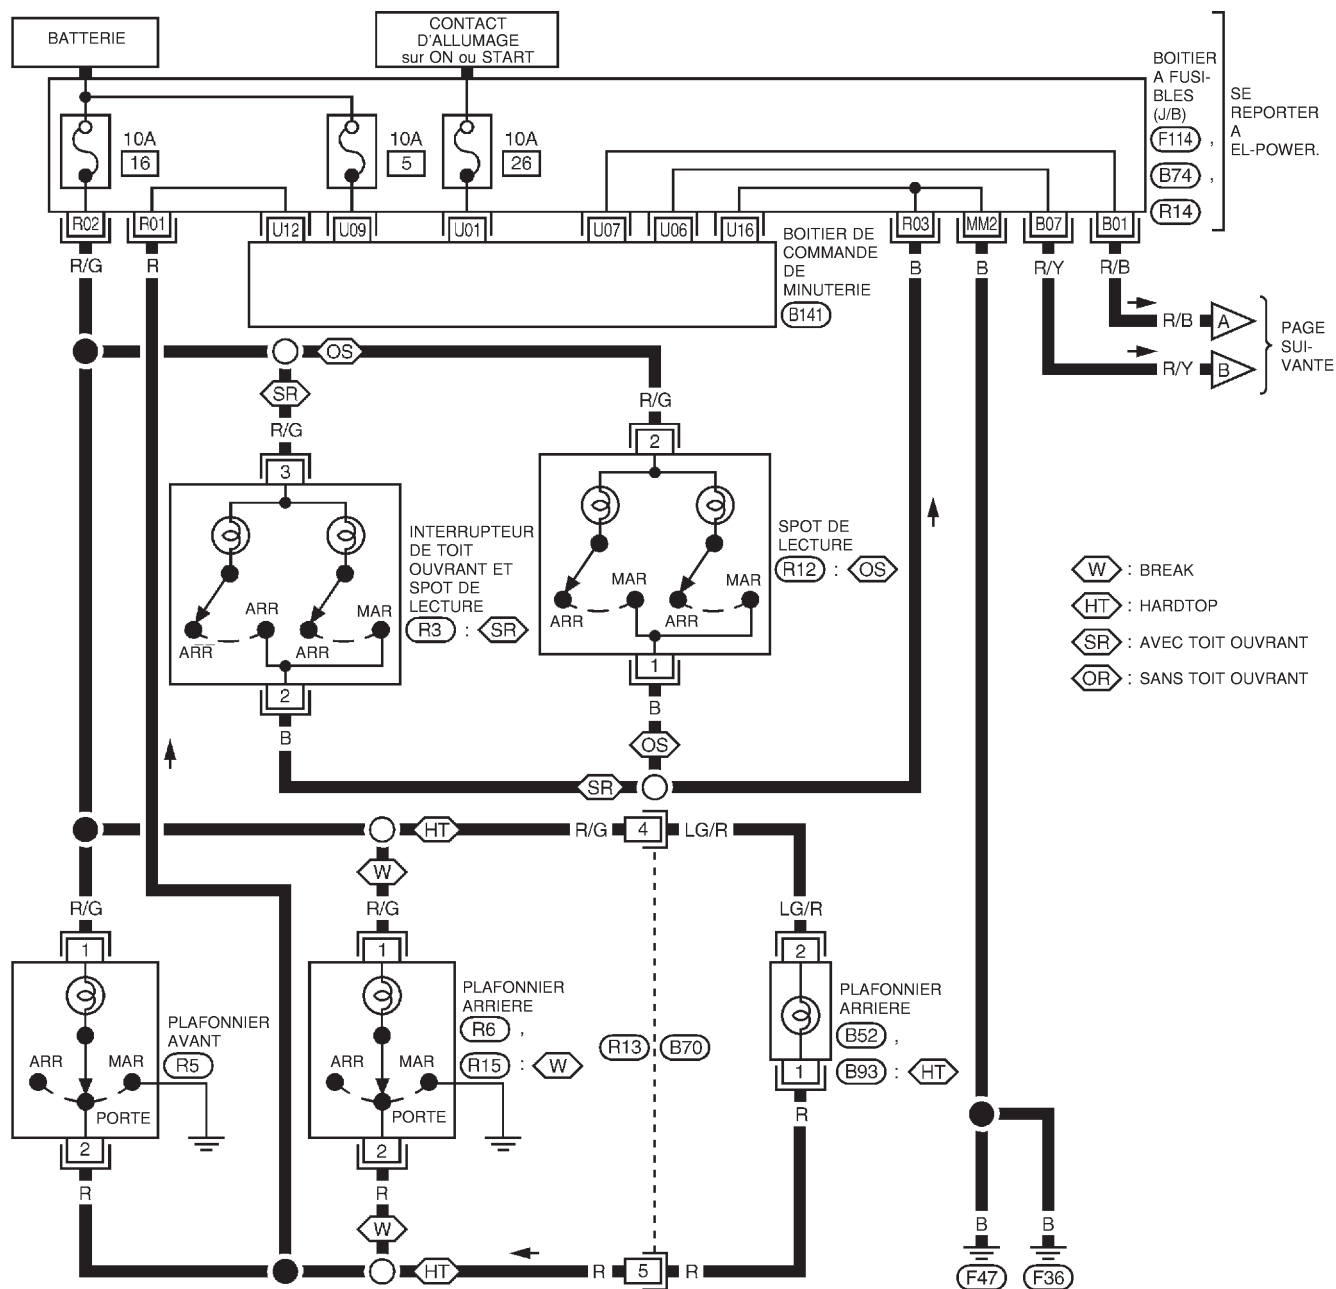 BATTERIE
CONTACT
D'ALLUMAGE
sur ON ou START
BOITIER
A FUSI-
BLES
(J/B)
F114 ,
B74 ,
R14
SE
REPORTER
A
EL-POWER.
10A
16
10A
5
10A
26
R02
R01
U12
U09
U01
U07
U06
U16
R03
MM2
B07
B01
R/G
R
B
B
R/Y
R/B
BOITIER DE
COMMANDE
DE
MINUTERIE
B141
R/B
A
R/Y
B
PAGE
SUI-
VANTE
OS
SR
R/G
3
R/G
2
INTERRUPTEUR
DE TOIT
OUVRANT ET
SPOT DE
LECTURE
R3 : SR
ARR
ARR
ARR
MAR
2
B
SPOT DE
LECTURE
R12 : OS
ARR
MAR
ARR
MAR
1
B
OS
SR
W : BREAK
HT : HARDTOP
SR : AVEC TOIT OUVRANT
OR : SANS TOIT OUVRANT
HT
R/G
4
LG/R
W
R/G
R/G
LG/R
1
1
2
PLAFONNIER
AVANT
R5
ARR
MAR
PORTE
2
R
PLAFONNIER
ARRIERE
R6 ,
R15 : W
ARR
MAR
PORTE
2
R
W
R13
B70
PLAFONNIER
ARRIERE
B52 ,
B93 : HT
1
R
HT
R
5
R
B
B
F47
F36